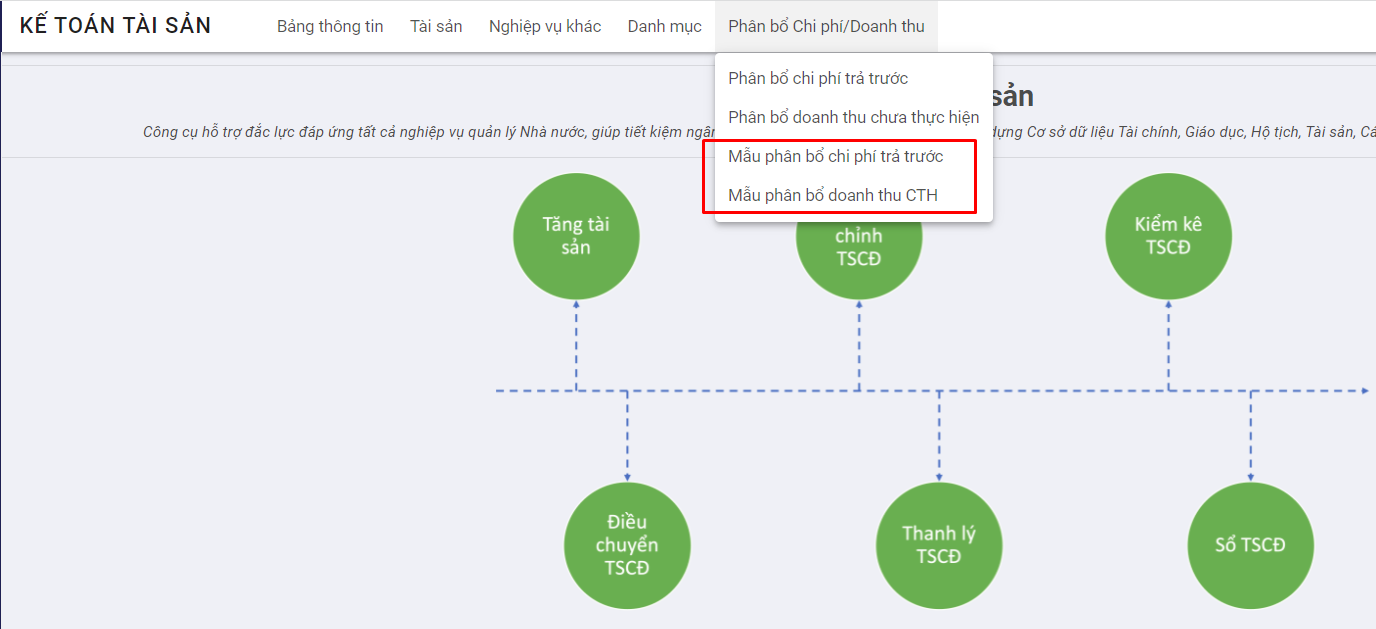 KẾ TOÁN TÀI SẢN
Bảng thông tin
Tài sản
Nghiệp vụ khác
Danh mục
Phân bổ Chi phí/Doanh thu
Phân bổ chi phí trả trước
Phân bổ doanh thu chưa thực hiện
Mẫu phân bổ chi phí trả trước
Mẫu phân bổ doanh thu CTH
sản
Công cụ hỗ trợ đắc lực đáp ứng tất cả nghiệp vụ quản lý Nhà nước, giúp tiết kiệm ngân
dựng Cơ sở dữ liệu Tài chính, Giáo dục, Hộ tịch, Tài sản, Cá
Tăng tài
sản
chỉnh
TSCĐ
Kiểm kê
TSCĐ
Điều
chuyển
TSCĐ
Thanh lý
TSCĐ
Sổ TSCĐ